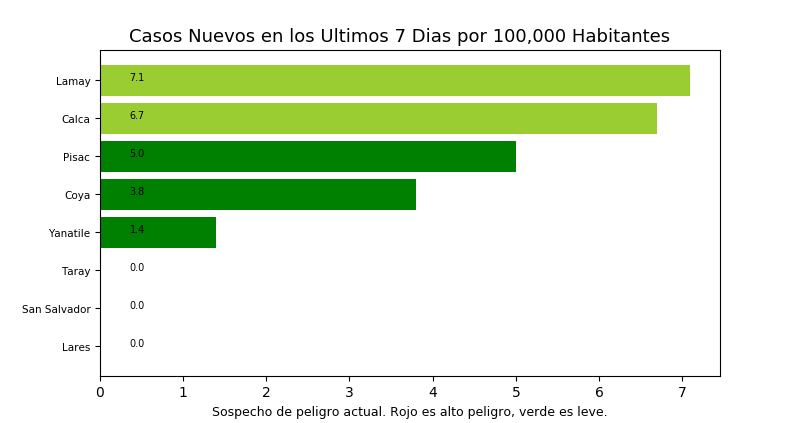 Casos Nuevos en los Ultimos 7 Dias por 100,000 Habitantes
Lamay 7.1
Calca 6.7
Pisac 5.0
Coya 3.8
Yanatile 1.4
Taray 0.0
San Salvador 0.0
Lares 0.0
0 1 2 3 4 5 6 7
Sospecho de peligro actual. Rojo es alto peligro, verde es leve.